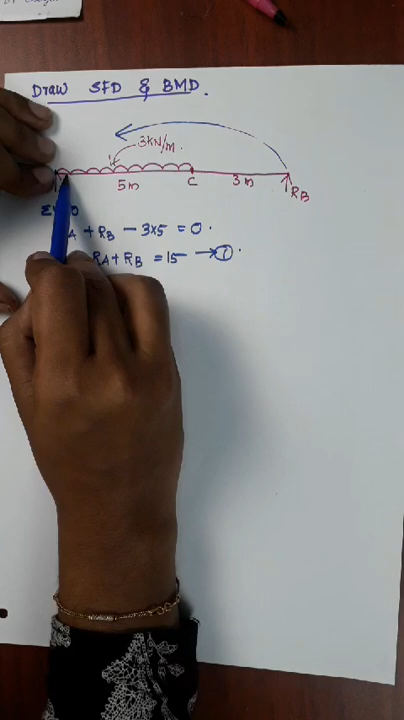 Draw SFD & BMD.
3kN/m.
5m C 3m RB
+ RB - 3x5 = 0.
RA + RB = 15 → 1.